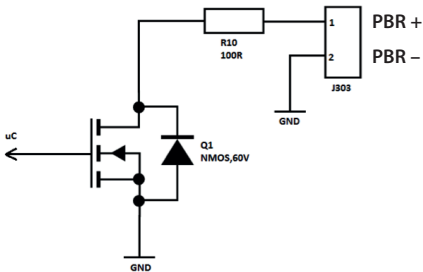 PBR +
1
R10
100R
PBR –
2
J303
GND
uC
Q1
NMOS,60V
GND